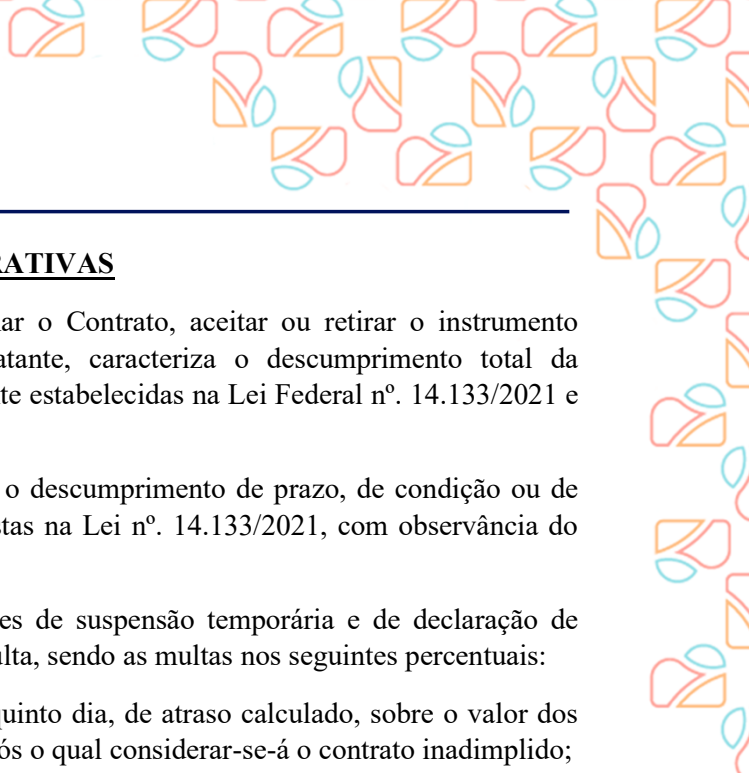 RATIVAS
ar o Contrato, aceitar ou retirar o instrumento
atante, caracteriza o descumprimento total da
te estabelecidas na Lei Federal nº. 14.133/2021 e
o descumprimento de prazo, de condição ou de
stas na Lei nº. 14.133/2021, com observância do
es de suspensão temporária e de declaração de
ulta, sendo as multas nos seguintes percentuais:
quinto dia, de atraso calculado, sobre o valor dos
ós o qual considerar-se-á o contrato inadimplido;